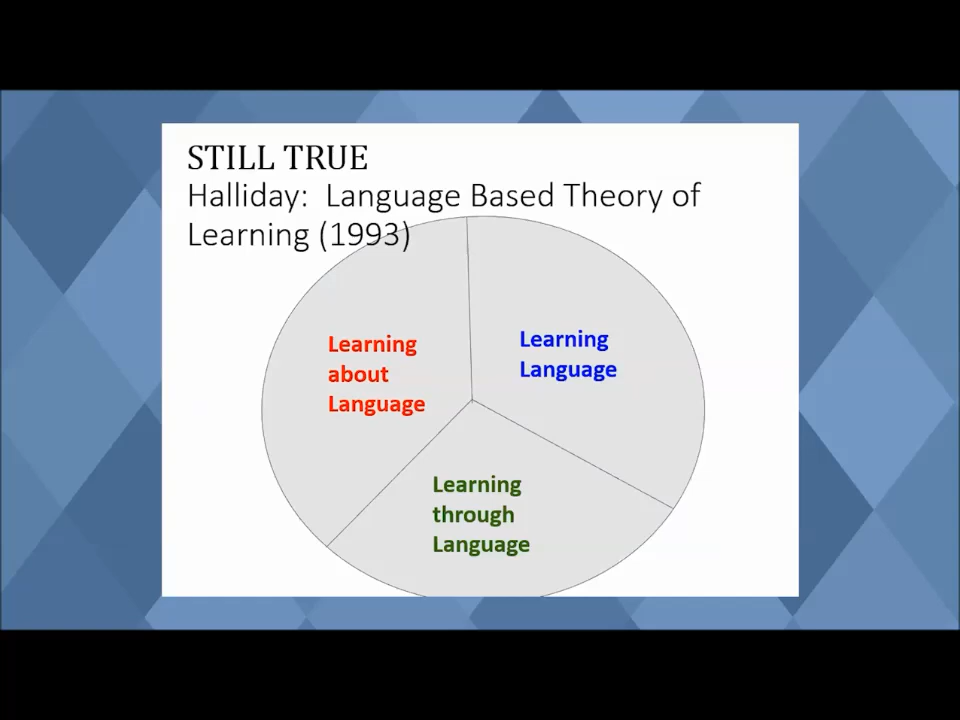 STILL TRUE
Halliday:  Language Based Theory of
Learning (1993)
Learning
about
Language
Learning
Language
Learning
through
Language